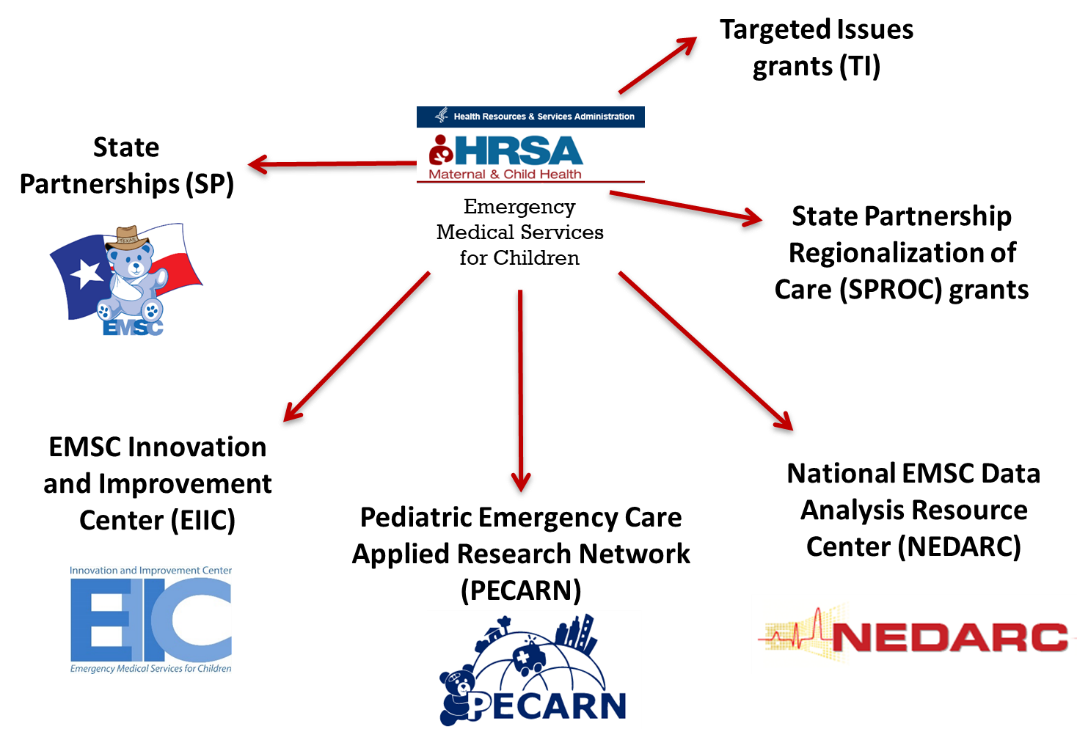 Targeted Issues
grants (TI)
Health Resources & Services Administration
HRSA
Maternal & Child Health
Emergency
Medical Services
for Children
State
Partnerships (SP)
TEXAS
EMSC
State Partnership
Regionalization of
Care (SPROC) grants
EMSC Innovation
and Improvement
Center (EIIC)
Innovation and Improvement Center
EIIC
Emergency Medical Services for Children
Pediatric Emergency Care
Applied Research Network
(PECARN)
PECARN
National EMSC Data
Analysis Resource
Center (NEDARC)
NEDARC